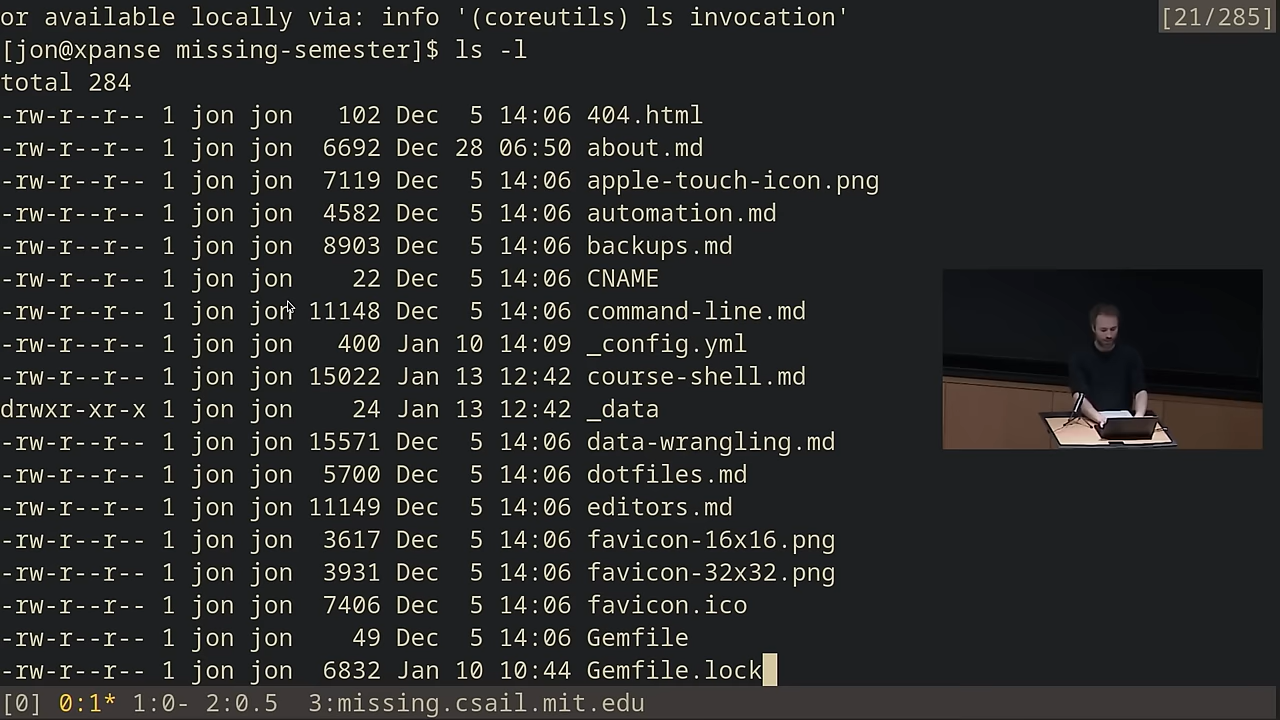 or available locally via: info '(coreutils) ls invocation' [21/285]
[jon@xpanse missing-semester]$ ls -l
total 284
-rw-r--r-- 1 jon jon   102 Dec  5 14:06 404.html
-rw-r--r-- 1 jon jon  6692 Dec 28 06:50 about.md
-rw-r--r-- 1 jon jon  7119 Dec  5 14:06 apple-touch-icon.png
-rw-r--r-- 1 jon jon  4582 Dec  5 14:06 automation.md
-rw-r--r-- 1 jon jon  8903 Dec  5 14:06 backups.md
-rw-r--r-- 1 jon jon    22 Dec  5 14:06 CNAME
-rw-r--r-- 1 jon jon 11148 Dec  5 14:06 command-line.md
-rw-r--r-- 1 jon jon   400 Jan 10 14:09 _config.yml
-rw-r--r-- 1 jon jon 15022 Jan 13 12:42 course-shell.md
drwxr-xr-x 1 jon jon    24 Jan 13 12:42 _data
-rw-r--r-- 1 jon jon 15571 Dec  5 14:06 data-wrangling.md
-rw-r--r-- 1 jon jon  5700 Dec  5 14:06 dotfiles.md
-rw-r--r-- 1 jon jon 11149 Dec  5 14:06 editors.md
-rw-r--r-- 1 jon jon  3617 Dec  5 14:06 favicon-16x16.png
-rw-r--r-- 1 jon jon  3931 Dec  5 14:06 favicon-32x32.png
-rw-r--r-- 1 jon jon  7406 Dec  5 14:06 favicon.ico
-rw-r--r-- 1 jon jon    49 Dec  5 14:06 Gemfile
-rw-r--r-- 1 jon jon  6832 Jan 10 10:44 Gemfile.lock
[0] 0:1* 1:0- 2:0.5  3:missing.csail.mit.edu